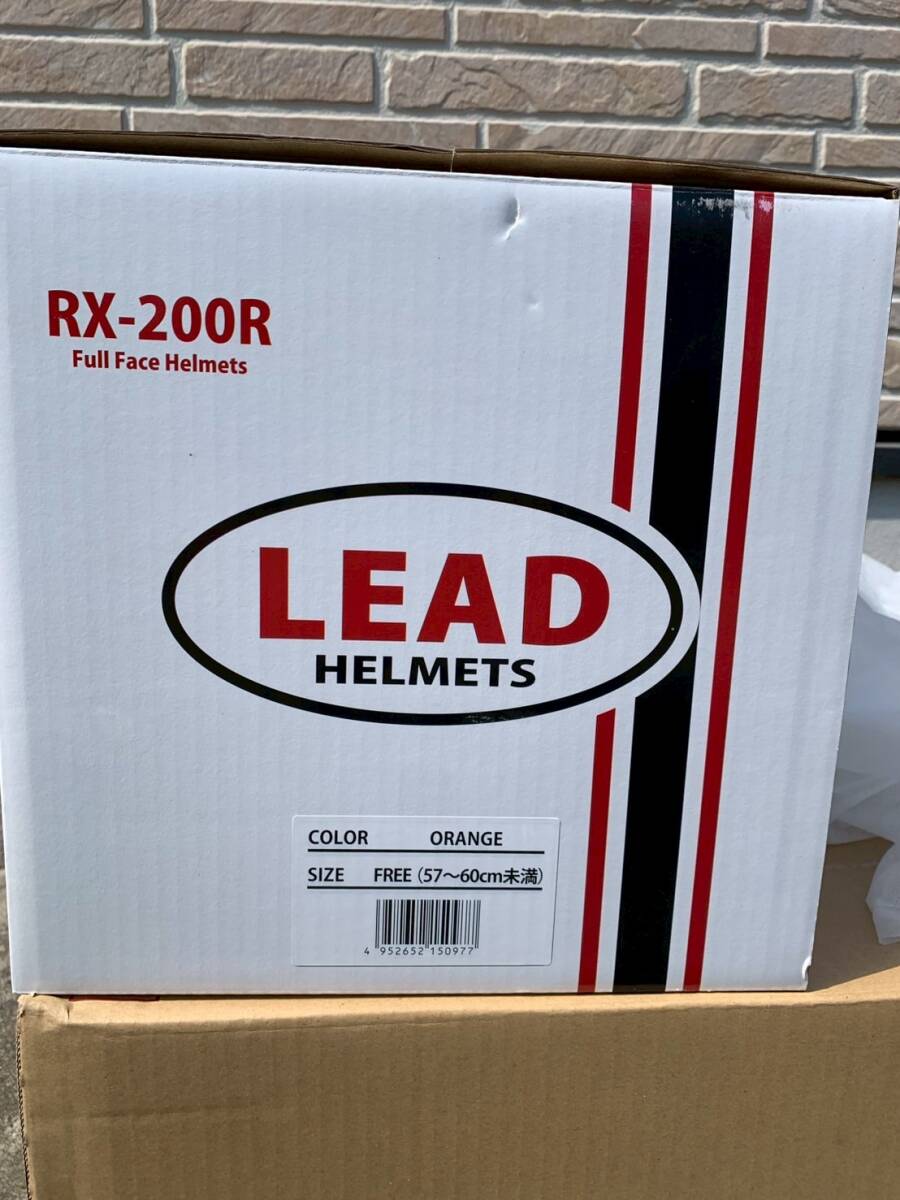 RX-200R
Full Face Helmets
LEAD
HELMETS
COLOR ORANGE
SIZE FREE (57～60cm未満)
4 952652 150977